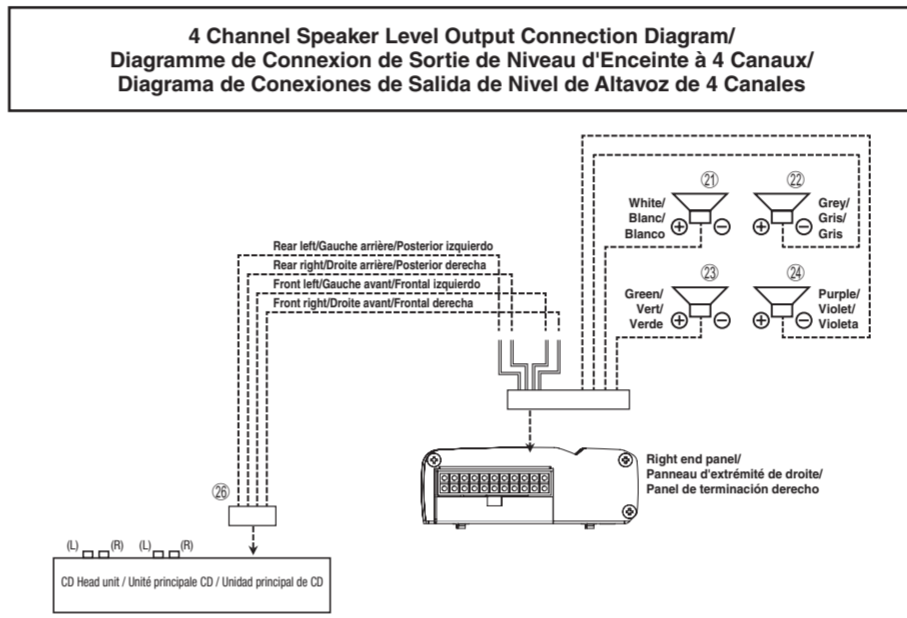 4 Channel Speaker Level Output Connection Diagram/
Diagramme de Connexion de Sortie de Niveau d'Enceinte à 4 Canaux/
Diagrama de Conexiones de Salida de Nivel de Altavoz de 4 Canales
㉑
㉒
White/
Blanc/
Blanco
Grey/
Gris/
Gris
㉓
㉔
Green/
Vert/
Verde
Purple/
Violet/
Violeta
Rear left/Gauche arrière/Posterior izquierdo
Rear right/Droite arrière/Posterior derecha
Front left/Gauche avant/Frontal izquierdo
Front right/Droite avant/Frontal derecha
Right end panel/
Panneau d'extrémité de droite/
Panel de terminación derecho
㉖
(L) (R) (L) (R)
CD Head unit / Unité principale CD / Unidad principal de CD